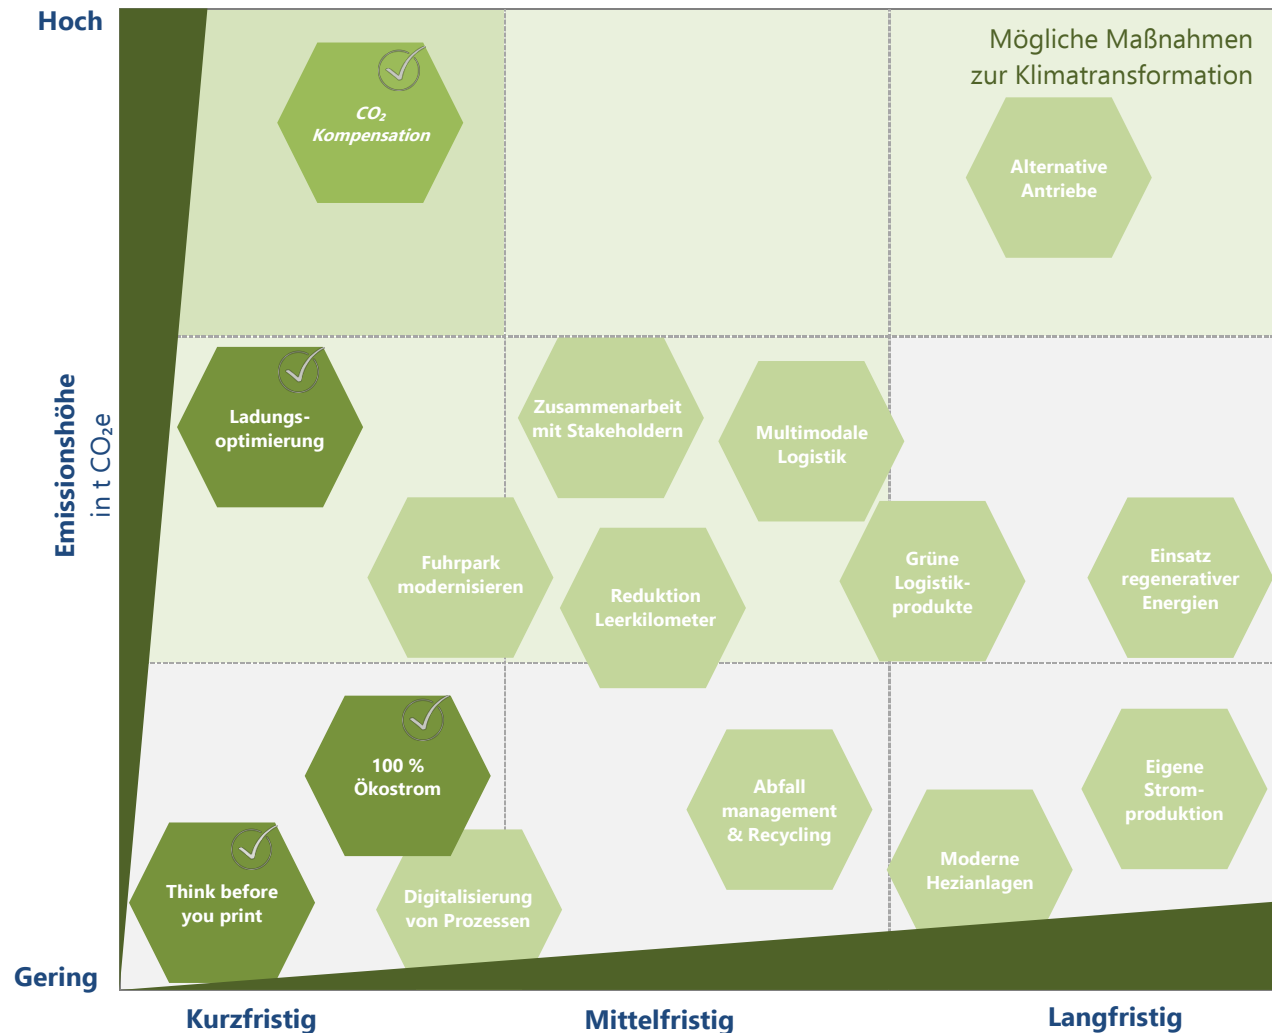 Hoch
Mögliche Maßnahmen
zur Klimatransformation
CO₂
Kompensation
Alternative
Antriebe
Emissionshöhe
in t CO₂e
Ladungs-
optimierung
Zusammenarbeit
mit Stakeholdern
Multimodale
Logistik
Fuhrpark
modernisieren
Reduktion
Leerkilometer
Grüne
Logistik-
produkte
Einsatz
regenerativer
Energien
100 %
Ökostrom
Abfall
management
& Recycling
Eigene
Strom-
produktion
Think before
you print
Digitalisierung
von Prozessen
Moderne
Hezianlagen
Gering
Kurzfristig
Mittelfristig
Langfristig